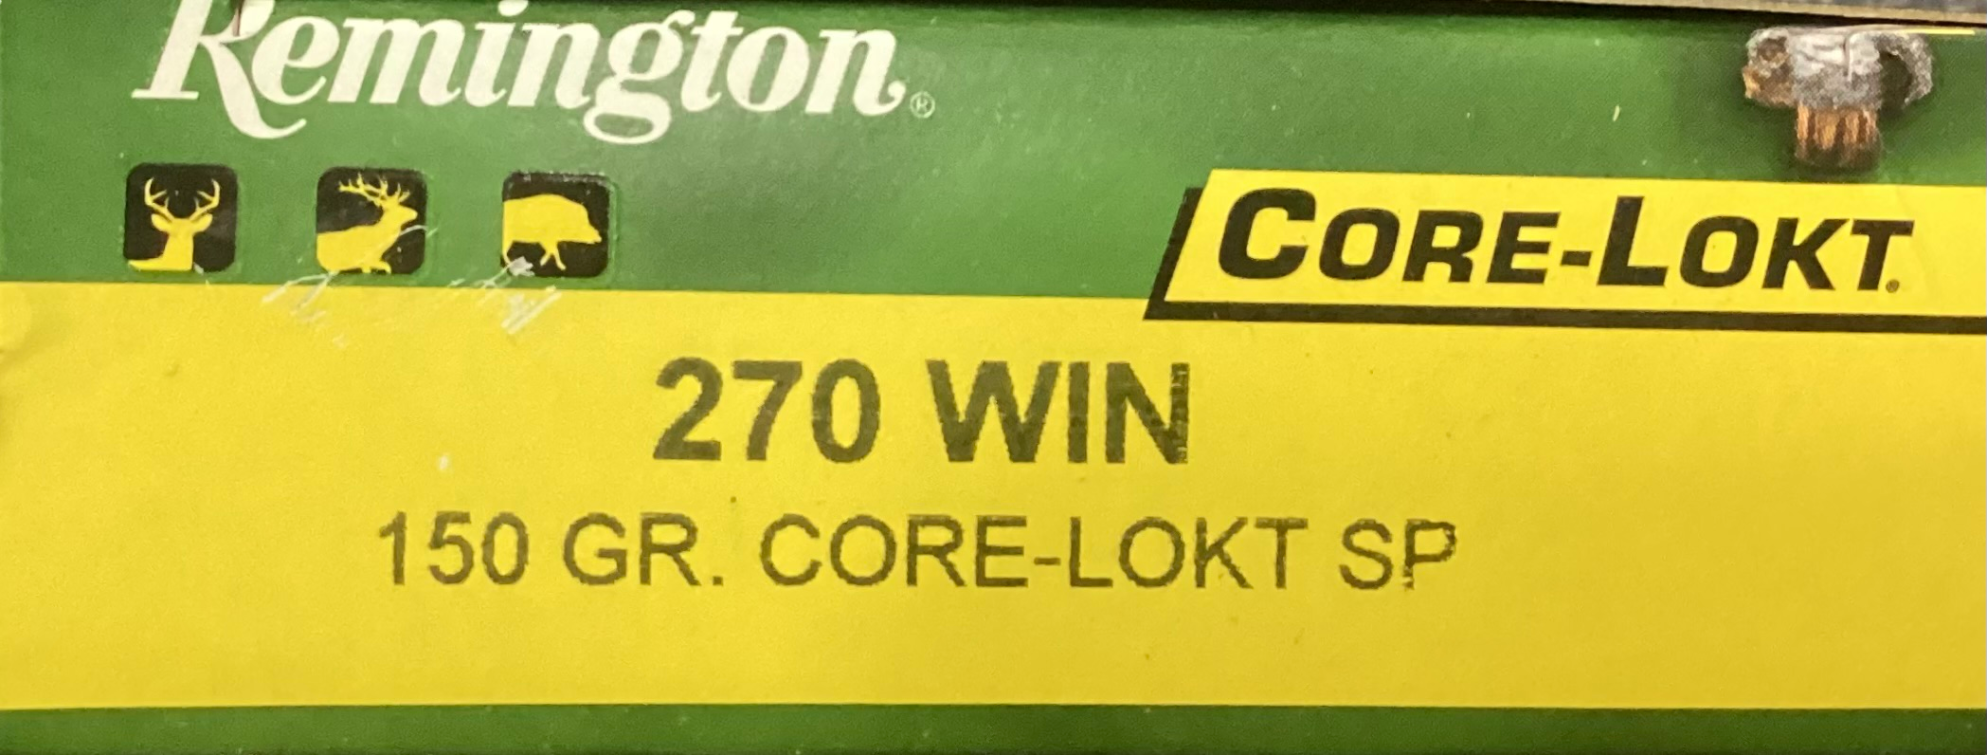 Remington®
CORE-LOKT®
270 WIN
150 GR. CORE-LOKT SP